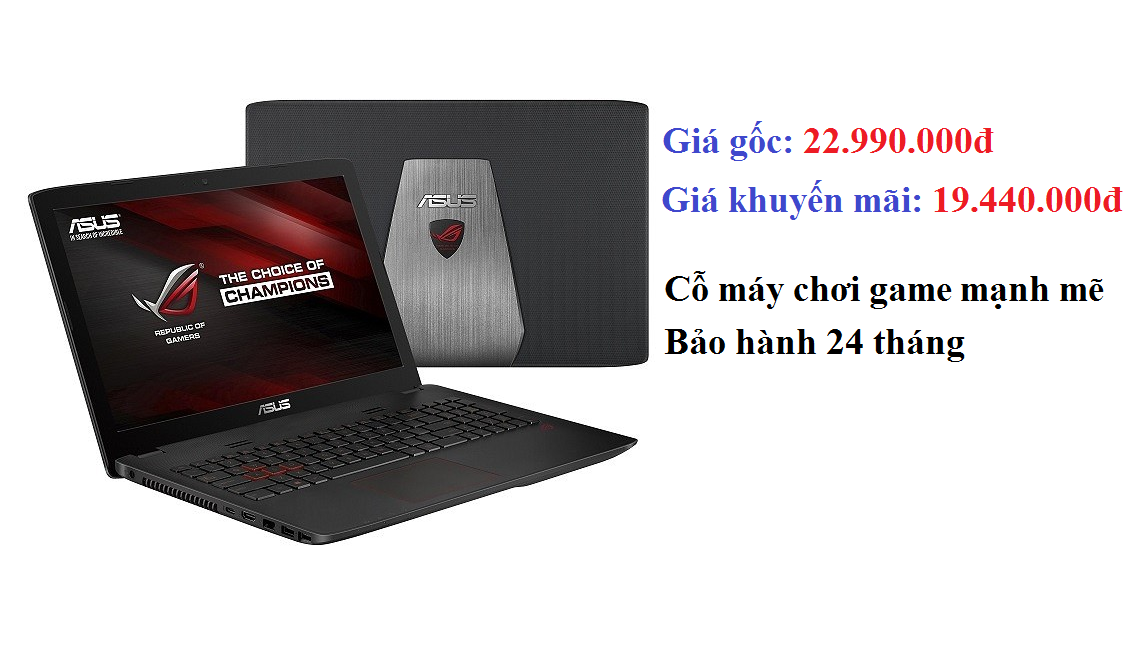 Giá gốc: 22.990.000đ
Giá khuyến mãi: 19.440.000đ
Cỗ máy chơi game mạnh mẽ
Bảo hành 24 tháng
ASUS
ASUS
IN SEARCH OF INCREDIBLE
THE CHOICE OF
CHAMPIONS
REPUBLIC OF
GAMERS
ASUS